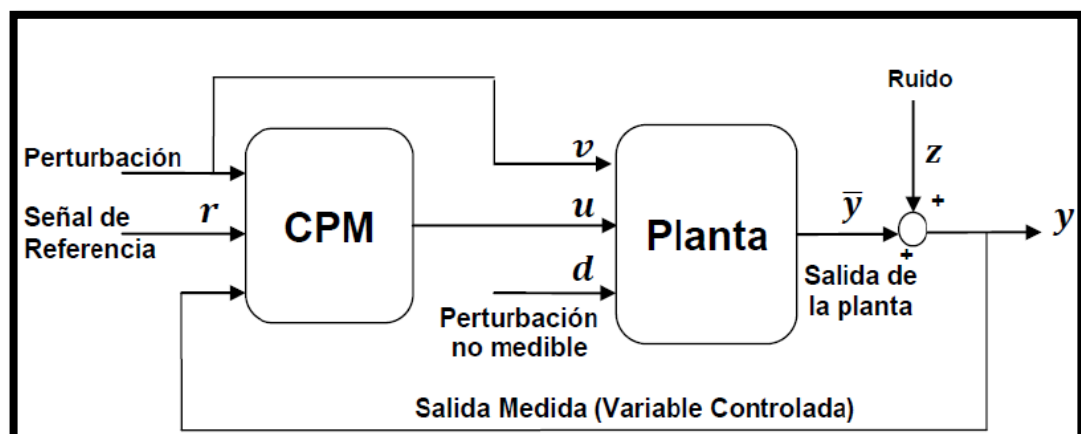 Ruido
Perturbación
v
z
Señal de
Referencia
r
CPM
u
Planta
y̅
+
y
+
d
Salida de
la planta
Perturbación
no medible
Salida Medida (Variable Controlada)